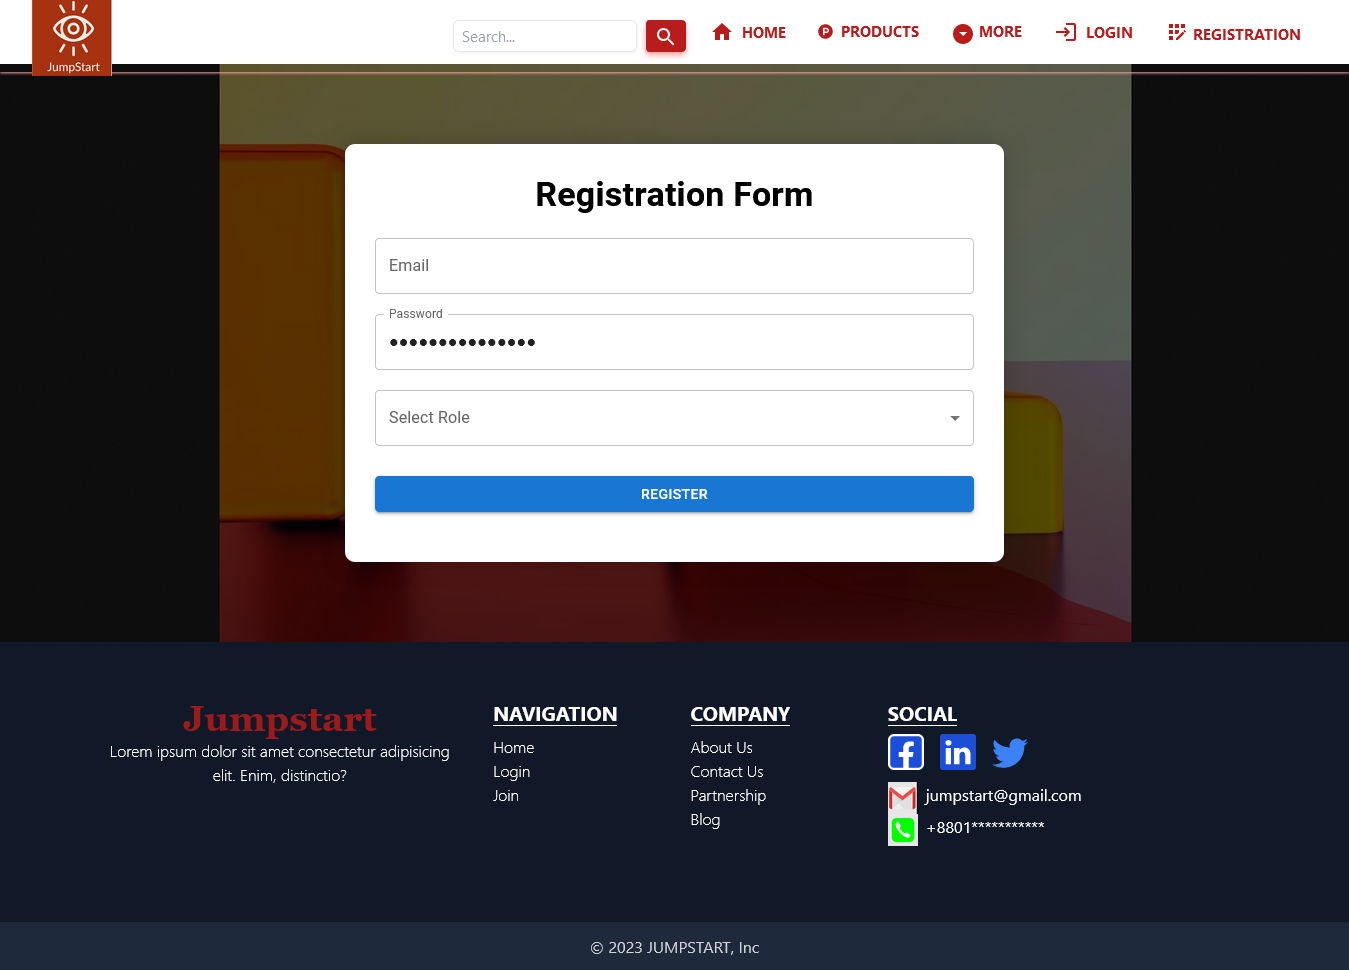 JumpStart
Search...
HOME
PRODUCTS
MORE
LOGIN
REGISTRATION
Registration Form
Email
Password
•••••••••••••••
Select Role
REGISTER
Jumpstart
Lorem ipsum dolor sit amet consectetur adipisicing
elit. Enim, distinctio?
NAVIGATION
Home
Login
Join
COMPANY
About Us
Contact Us
Partnership
Blog
SOCIAL
jumpstart@gmail.com
+8801***********
© 2023 JUMPSTART, Inc